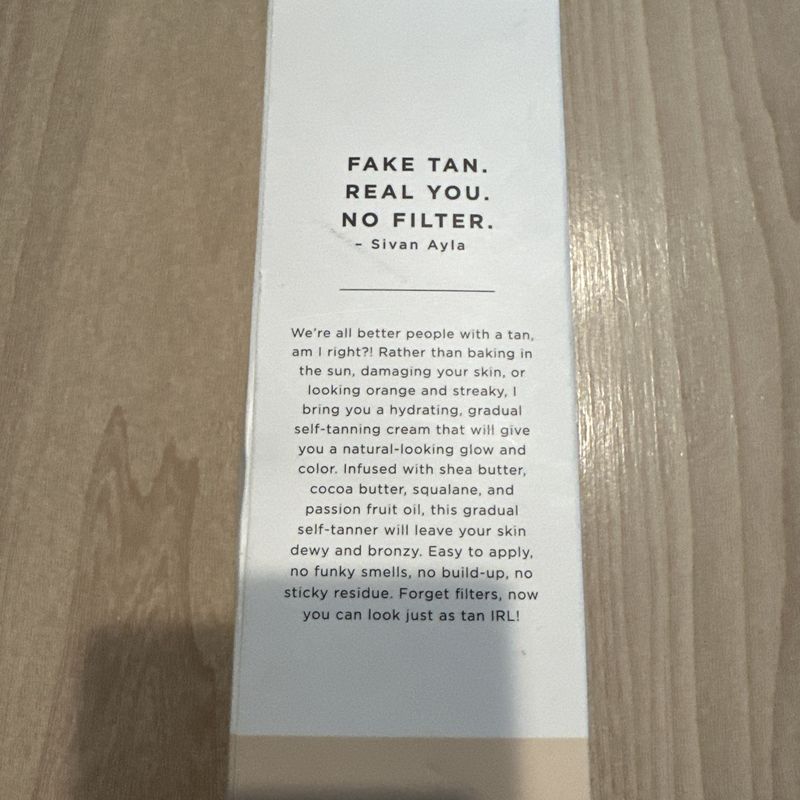 FAKE TAN.
REAL YOU.
NO FILTER.
– Sivan Ayla
We're all better people with a tan,
am I right?! Rather than baking in
the sun, damaging your skin, or
looking orange and streaky, I
bring you a hydrating, gradual
self-tanning cream that will give
you a natural-looking glow and
color. Infused with shea butter,
cocoa butter, squalane, and
passion fruit oil, this gradual
self-tanner will leave your skin
dewy and bronzy. Easy to apply,
no funky smells, no build-up, no
sticky residue. Forget filters, now
you can look just as tan IRL!